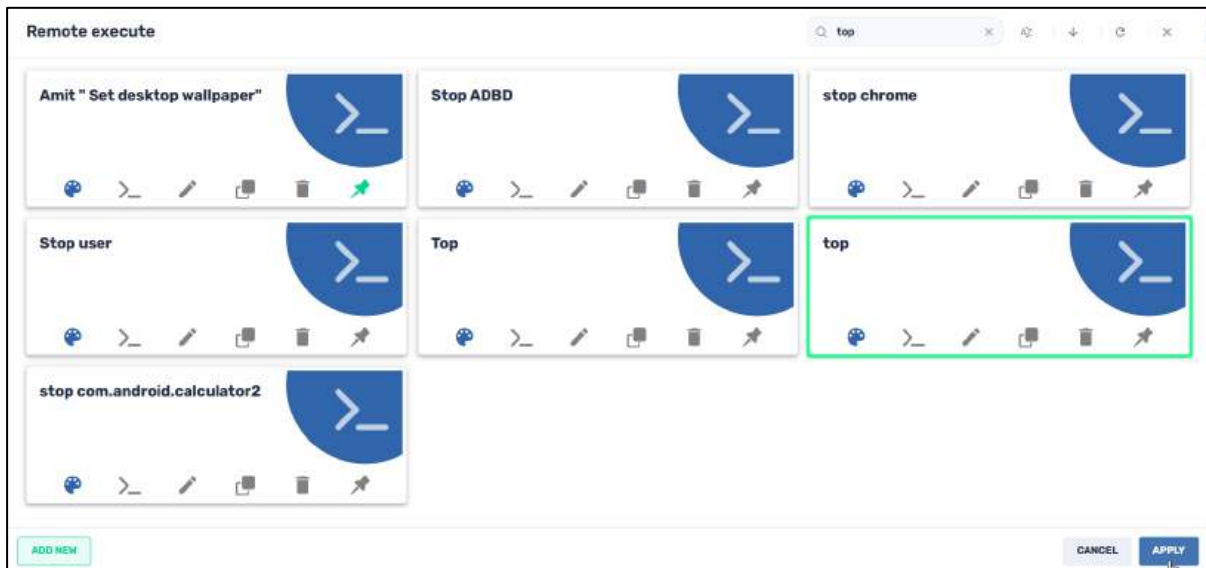 Remote execute
top
Amit " Set desktop wallpaper"
Stop ADBD
stop chrome
Stop user
Top
top
stop com.android.calculator2
ADD NEW
CANCEL
APPLY